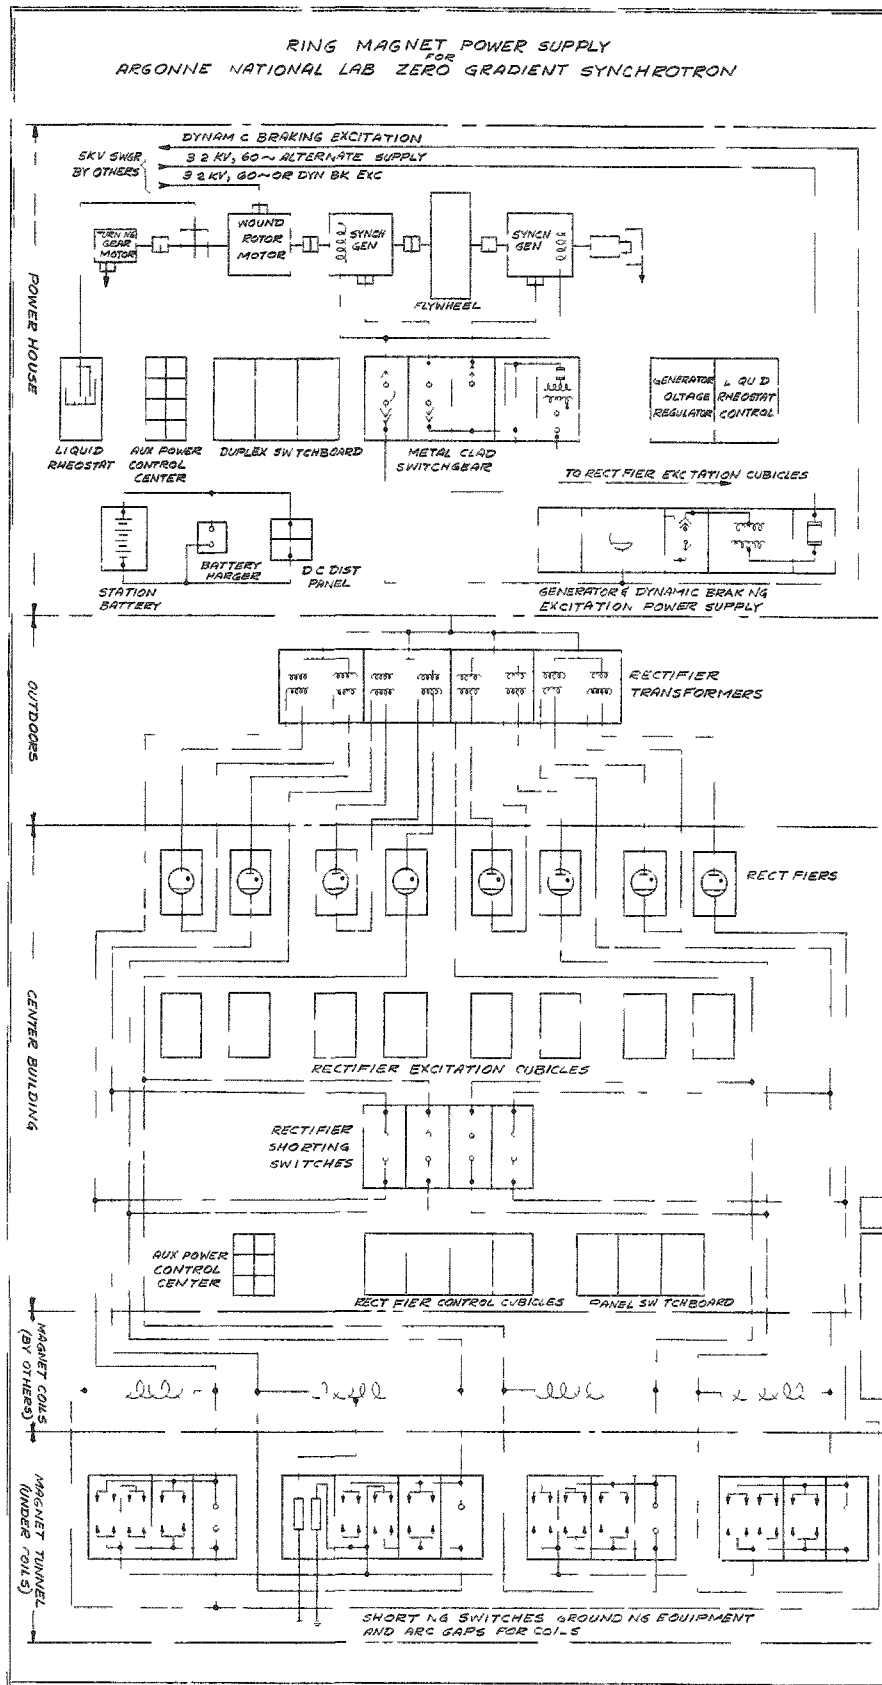 RING MAGNET POWER SUPPLY
FOR
ARGONNE NATIONAL LAB ZERO GRADIENT SYNCHROTRON
DYNAM C BRAKING EXCITATION
5KV SWGR
BY OTHERS
3 2 KV, 60~ ALTERNATE SUPPLY
3 2 KV, 60~ OR DYN BK EXC
TURN NG
GEAR
MOTOR
WOUND
ROTOR
MOTOR
SYNCH
GEN
SYNCH
GEN
FLYWHEEL
POWER HOUSE
LIQUID
RHEOSTAT
AUX POWER
CONTROL
CENTER
DUPLEX SWITCHBOARD
METAL CLAD
SWITCHGEAR
GENERATOR
OLTAGE
REGULATOR
L QU D
RHEOSTAT
CONTROL
TO RECTIFIER EXCITATION CUBICLES
STATION
BATTERY
BATTERY
HARGER
D C DIST
PANEL
GENERATOR & DYNAMIC BRAK NG
EXCITATION POWER SUPPLY
OUTDOORS
RECTIFIER
TRANSFORMERS
RECT FIERS
CENTER BUILDING
RECTIFIER EXCITATION CUBICLES
RECTIFIER
SHORTING
SWITCHES
AUX POWER
CONTROL
CENTER
RECT FIER CONTROL CUBICLES
PANEL SW TCHBOARD
MAGNET COILS
(BY OTHERS)
MAGNET TUNNEL
(UNDER COILS)
SHORT NG SWITCHES GROUND NG EQUIPMENT
AND ARC GAPS FOR COILS